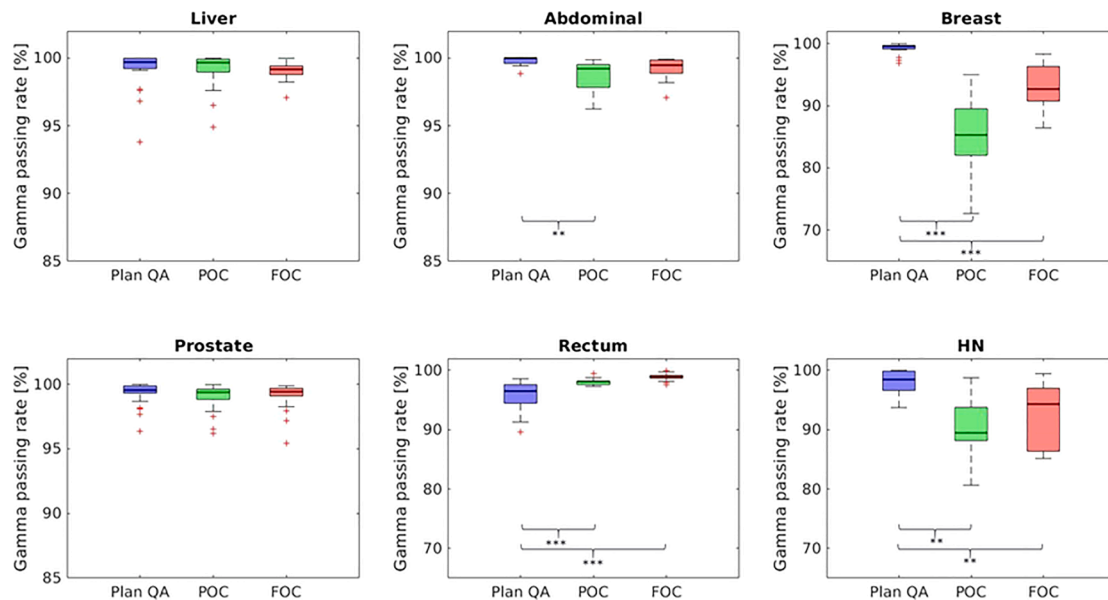 Liver Abdominal Breast
Gamma passing rate [%] Gamma passing rate [%] Gamma passing rate [%]
100 100 100
95 95 90
90 90 80
85 85 70
** *** ***
Plan QA POC FOC Plan QA POC FOC Plan QA POC FOC
Prostate Rectum HN
Gamma passing rate [%] Gamma passing rate [%] Gamma passing rate [%]
100 100 100
95 90 90
90 80 80
85 70 70
*** *** ** **
Plan QA POC FOC Plan QA POC FOC Plan QA POC FOC